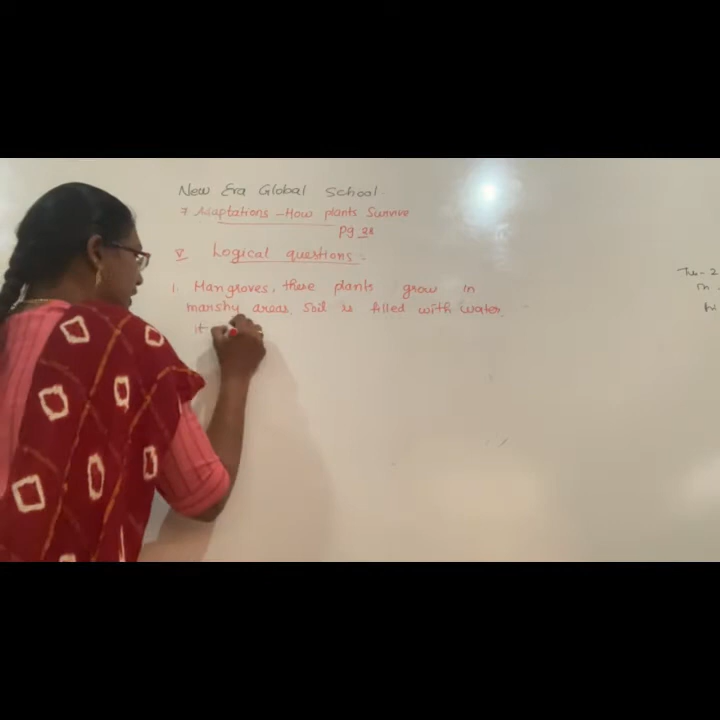 New Era Global School
7 Adaptations - How plants Survive
pg 28
V Logical questions :
1. Mangroves, these plants grow in
marshy areas. Soil is filled with water.
it